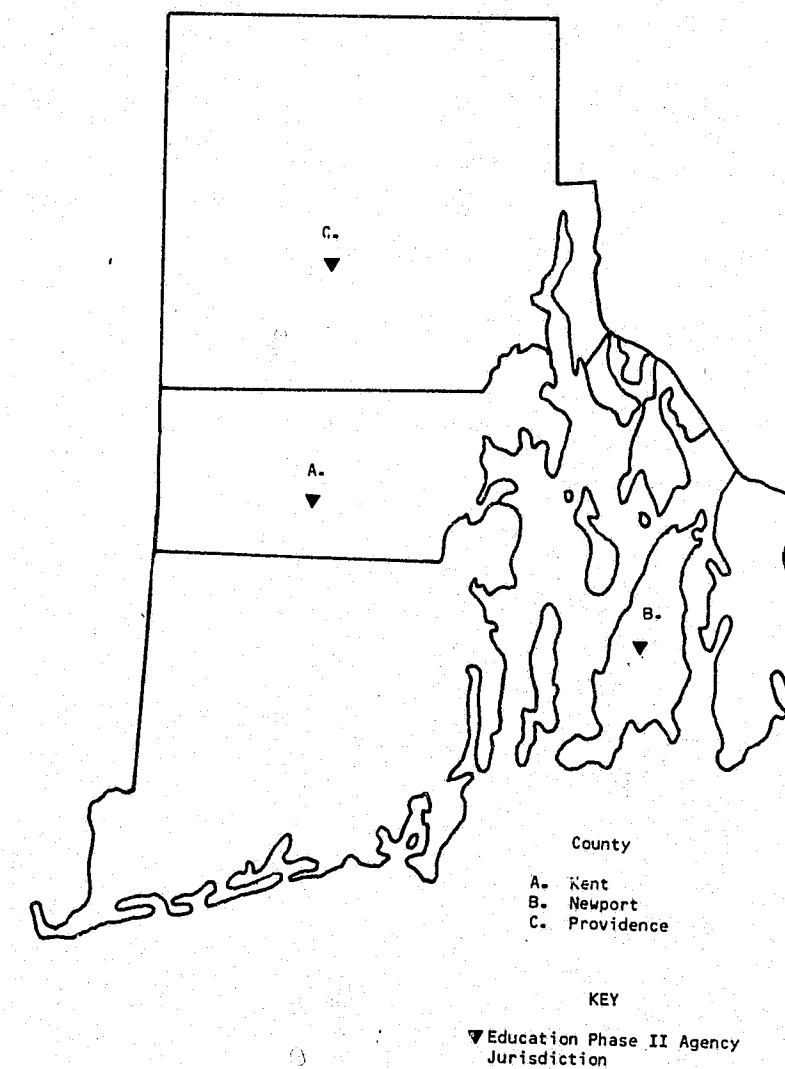 C.
A.
B.
County
A. Kent
B. Newport
C. Providence
KEY
Education Phase II Agency
Jurisdiction